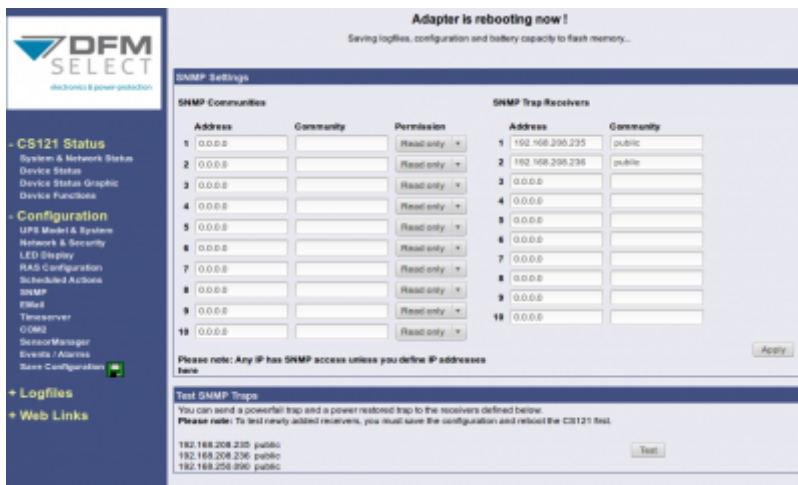 DFM
SELECT
electronics & power protection
- CS121 Status
System & Network Status
Device Status
Device Status Graphic
Device Functions
- Configuration
UPS Model & System
Network & Security
LED Display
RAS Configuration
Scheduled Actions
SNMP
EMail
Timeserver
COM2
SensorManager
Events / Alarms
Save Configuration
+ Logfiles
+ Web Links
Adapter is rebooting now !
Saving logfiles, configuration and battery capacity to flash memory...
SNMP Settings
SNMP Communities
Address Community Permission
1 0.0.0.0 Read only
2 0.0.0.0 Read only
3 0.0.0.0 Read only
4 0.0.0.0 Read only
5 0.0.0.0 Read only
6 0.0.0.0 Read only
7 0.0.0.0 Read only
8 0.0.0.0 Read only
9 0.0.0.0 Read only
10 0.0.0.0 Read only
Please note: Any IP has SNMP access unless you define IP addresses
here
SNMP Trap Receivers
Address Community
1 192.168.208.235 public
2 192.168.208.236 public
3 0.0.0.0
4 0.0.0.0
5 0.0.0.0
6 0.0.0.0
7 0.0.0.0
8 0.0.0.0
9 0.0.0.0
10 0.0.0.0
Apply
Test SNMP Traps
You can send a powerfail trap and a power restored trap to the receivers defined below.
Please note: To test newly added receivers, you must save the configuration and reboot the CS121 first.
192.168.208.235 public
192.168.208.236 public
192.168.250.090 public
Test